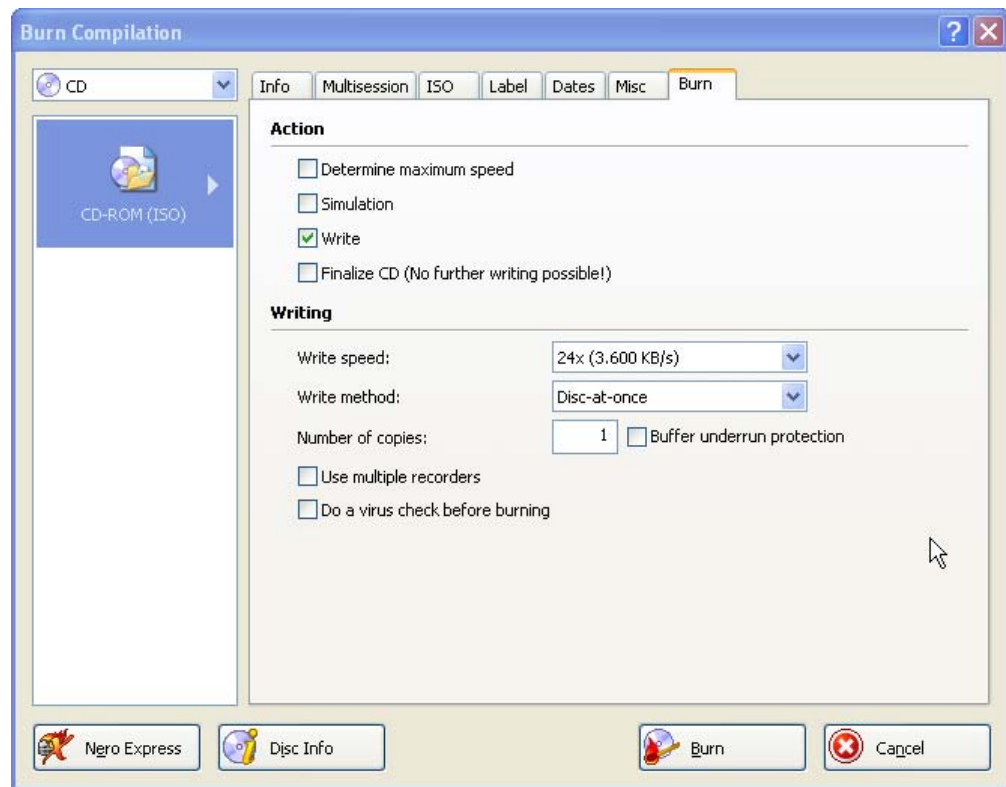 Burn Compilation
CD
Info Multisession ISO Label Dates Misc Burn
CD-ROM (ISO)
Action
Determine maximum speed
Simulation
Write
Finalize CD (No further writing possible!)
Writing
Write speed: 24x (3.600 KB/s)
Write method: Disc-at-once
Number of copies: 1 Buffer underrun protection
Use multiple recorders
Do a virus check before burning
Nero Express Disc Info Burn Cancel